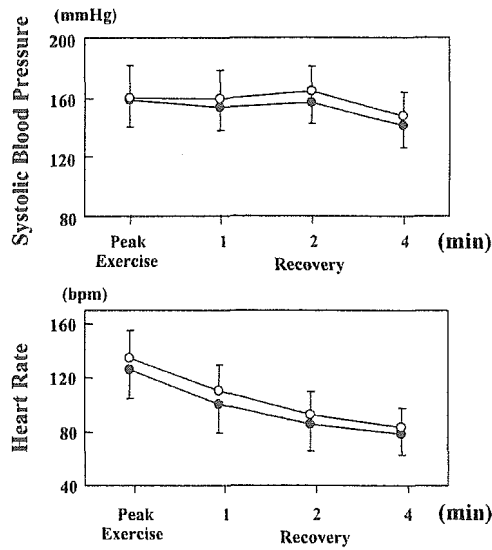 (mmHg)
Systolic Blood Pressure
200
160
120
80
Peak
Exercise
1
2
4
(min)
Recovery
(bpm)
Heart Rate
160
120
80
40
Peak
Exercise
1
2
4
(min)
Recovery